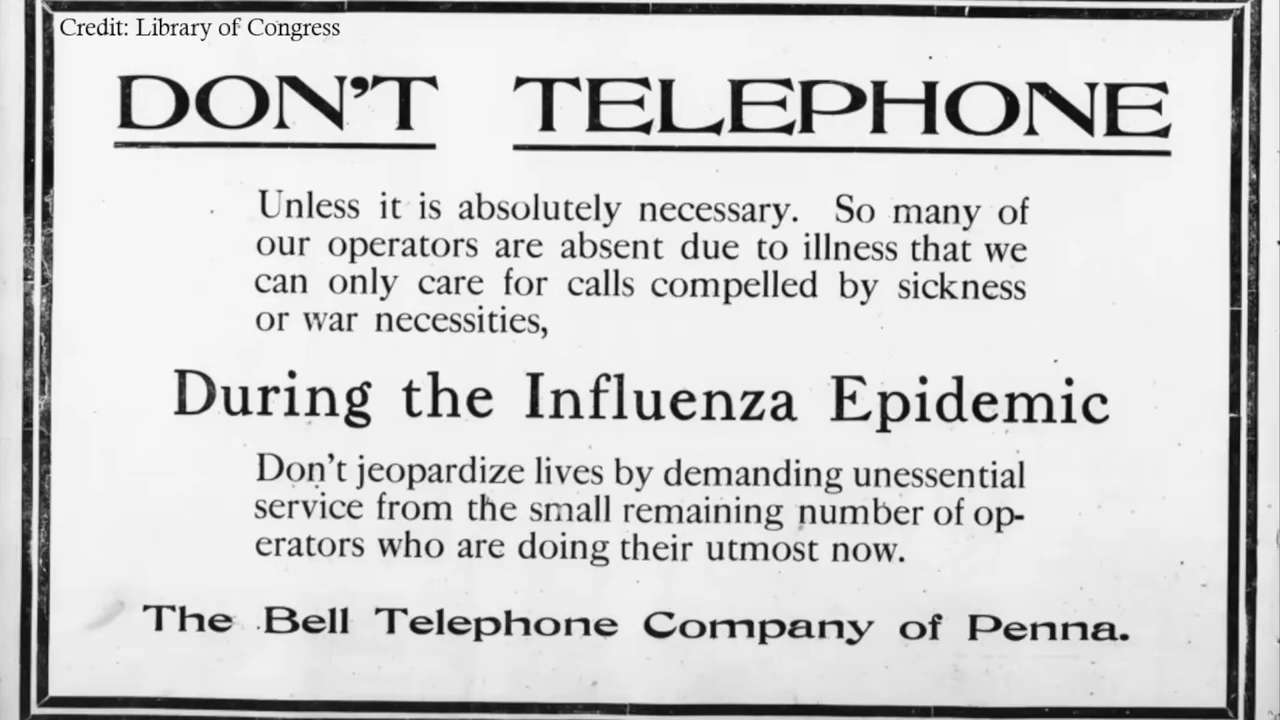 Credit: Library of Congress
DON'T TELEPHONE
Unless it is absolutely necessary. So many of
our operators are absent due to illness that we
can only care for calls compelled by sickness
or war necessities,
During the Influenza Epidemic
Don't jeopardize lives by demanding unessential
service from the small remaining number of op-
erators who are doing their utmost now.
The Bell Telephone Company of Penna.